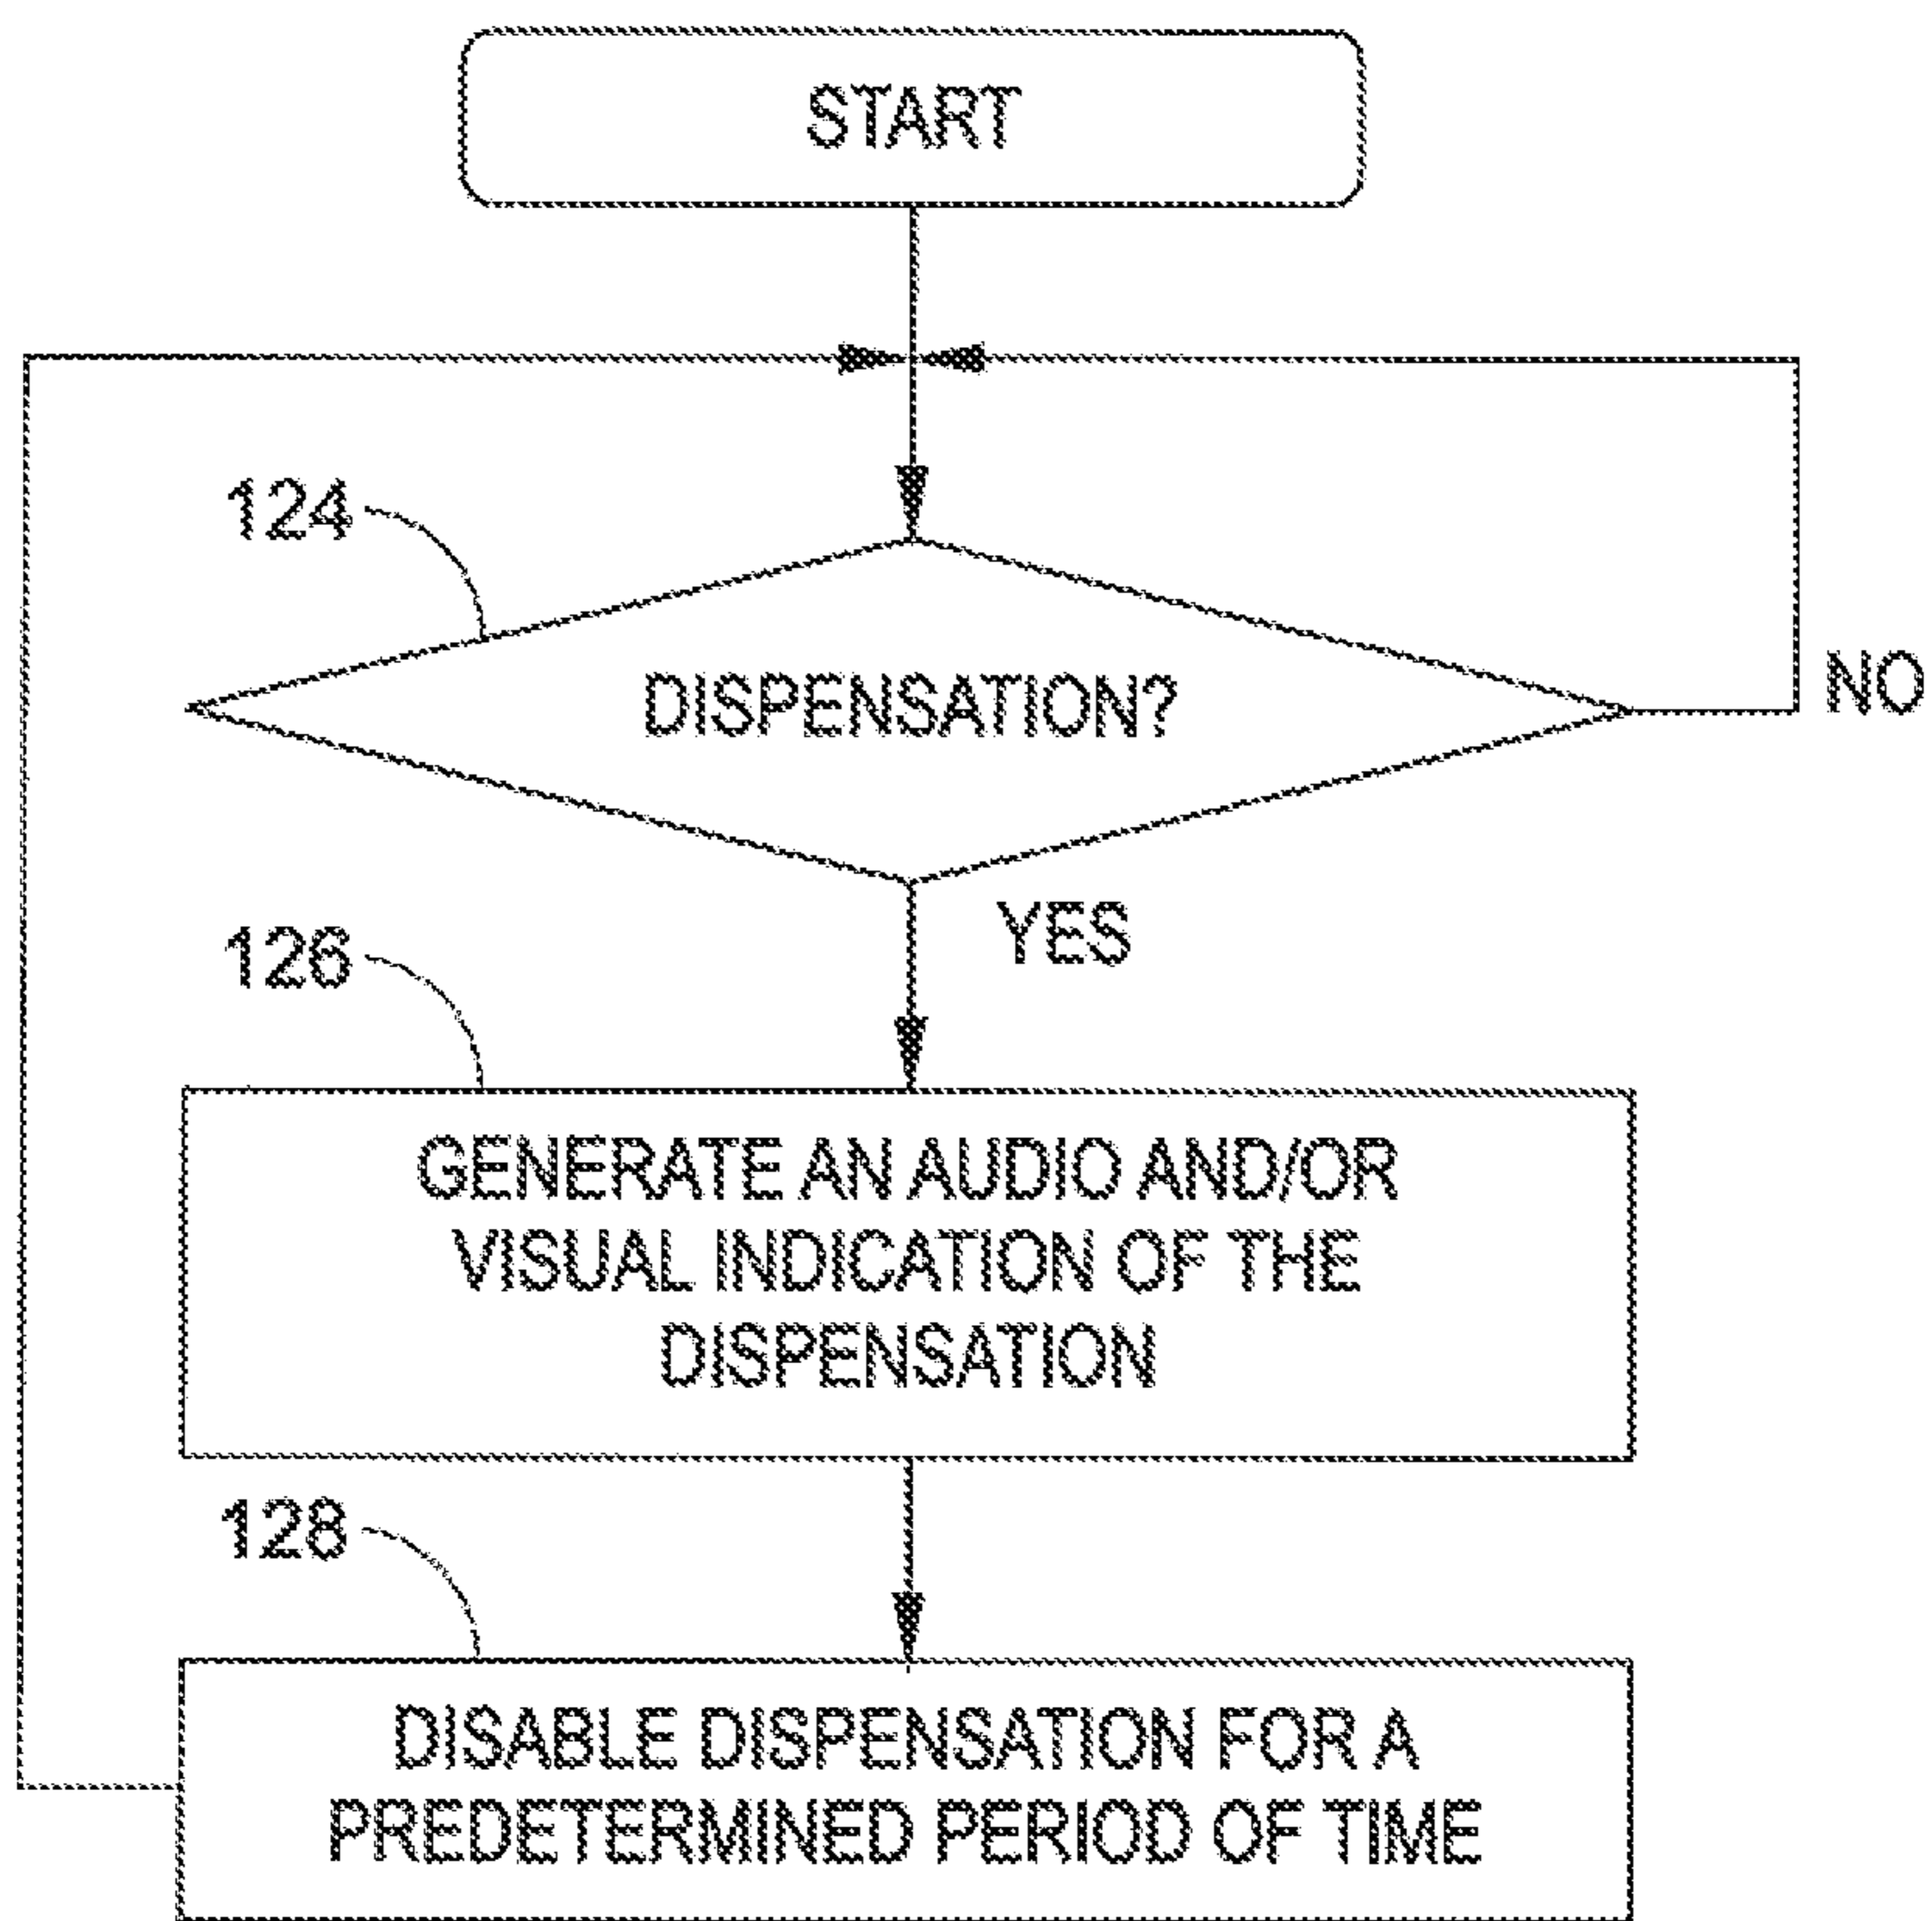 START
124
DISPENSATION?
NO
YES
126
GENERATE AN AUDIO AND/OR
VISUAL INDICATION OF THE
DISPENSATION
128
DISABLE DISPENSATION FOR A
PREDETERMINED PERIOD OF TIME